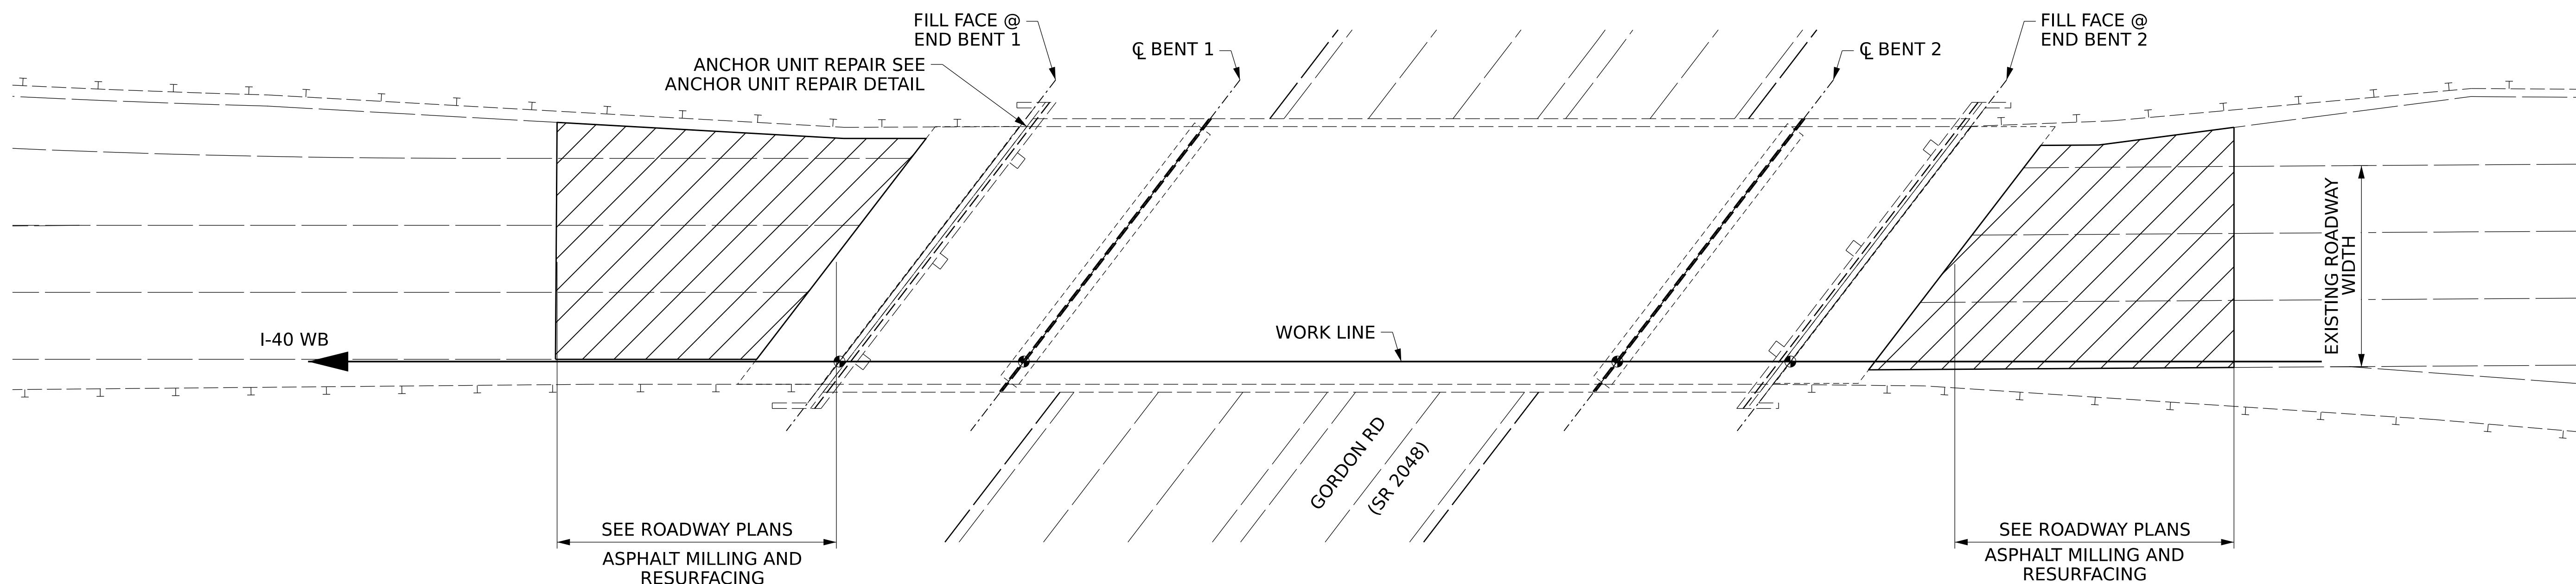 FILL FACE @
END BENT 1
ANCHOR UNIT REPAIR SEE
ANCHOR UNIT REPAIR DETAIL
℄ BENT 1
℄ BENT 2
FILL FACE @
END BENT 2
EXISTING ROADWAY
WIDTH
I-40 WB
WORK LINE
GORDON RD
(SR 2048)
SEE ROADWAY PLANS
ASPHALT MILLING AND
RESURFACING
SEE ROADWAY PLANS
ASPHALT MILLING AND
RESURFACING